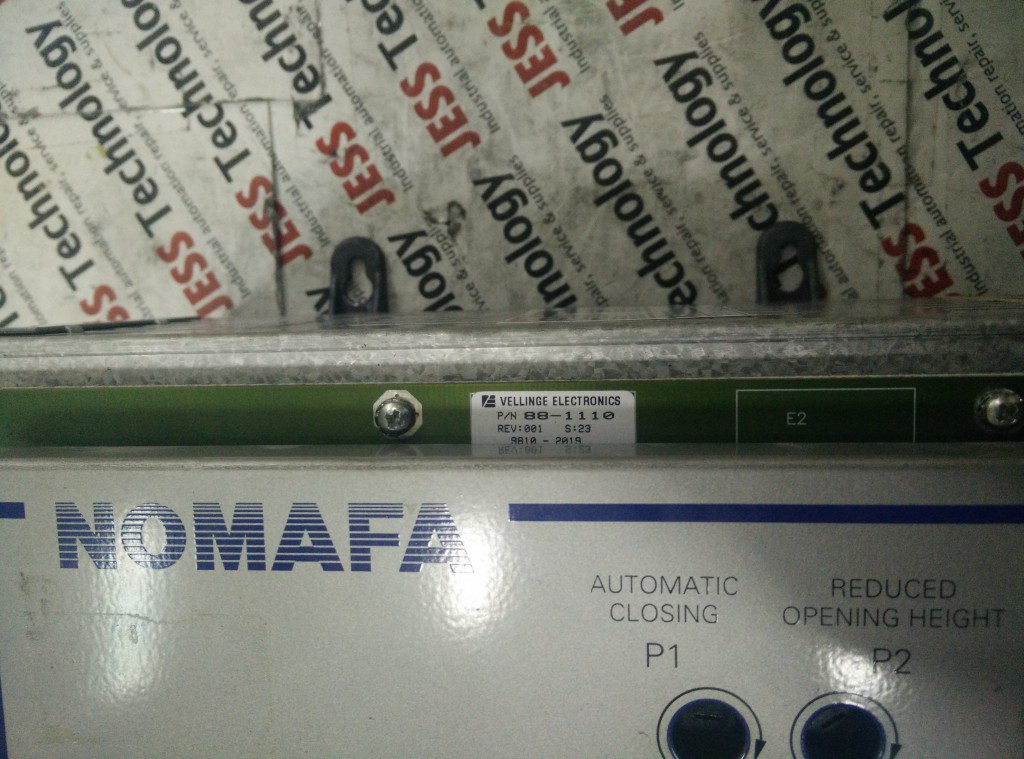 JESS Technology
Industrial automation repair, service & supplies
VELLINGE ELECTRONICS
P/N 88-1110
REV:001 S:23
9810 - 2019
E2
NOMAFA
AUTOMATIC
CLOSING
P1
REDUCED
OPENING HEIGHT
P2